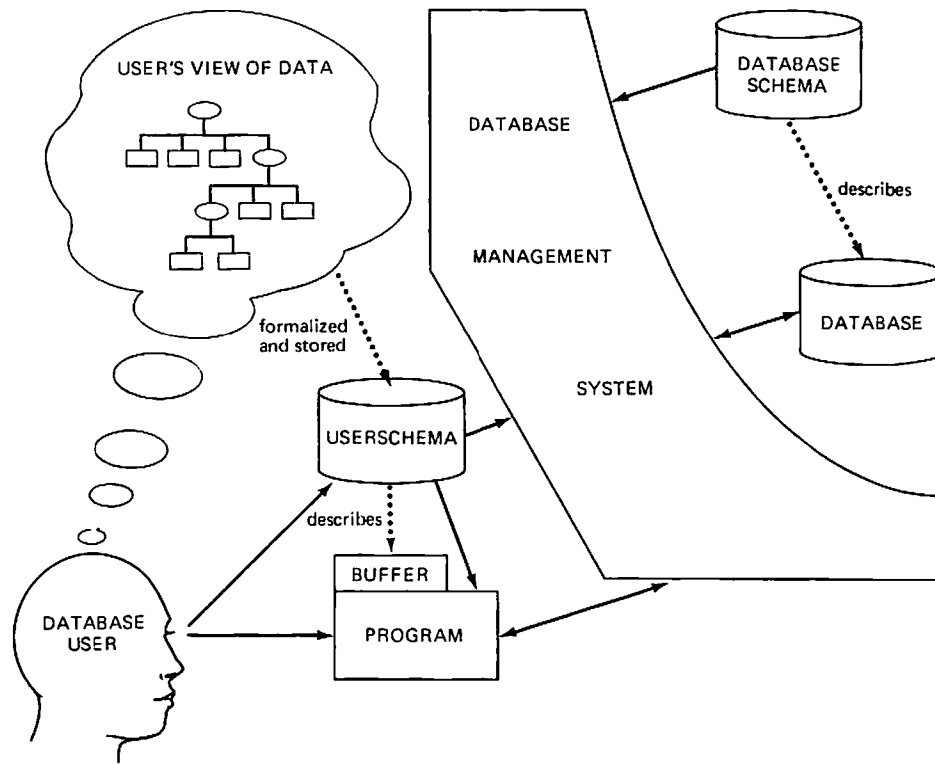 USER'S VIEW OF DATA
DATABASE
SCHEMA
DATABASE
describes
MANAGEMENT
DATABASE
formalized
and stored
SYSTEM
USERSCHEMA
describes
BUFFER
DATABASE
USER
PROGRAM